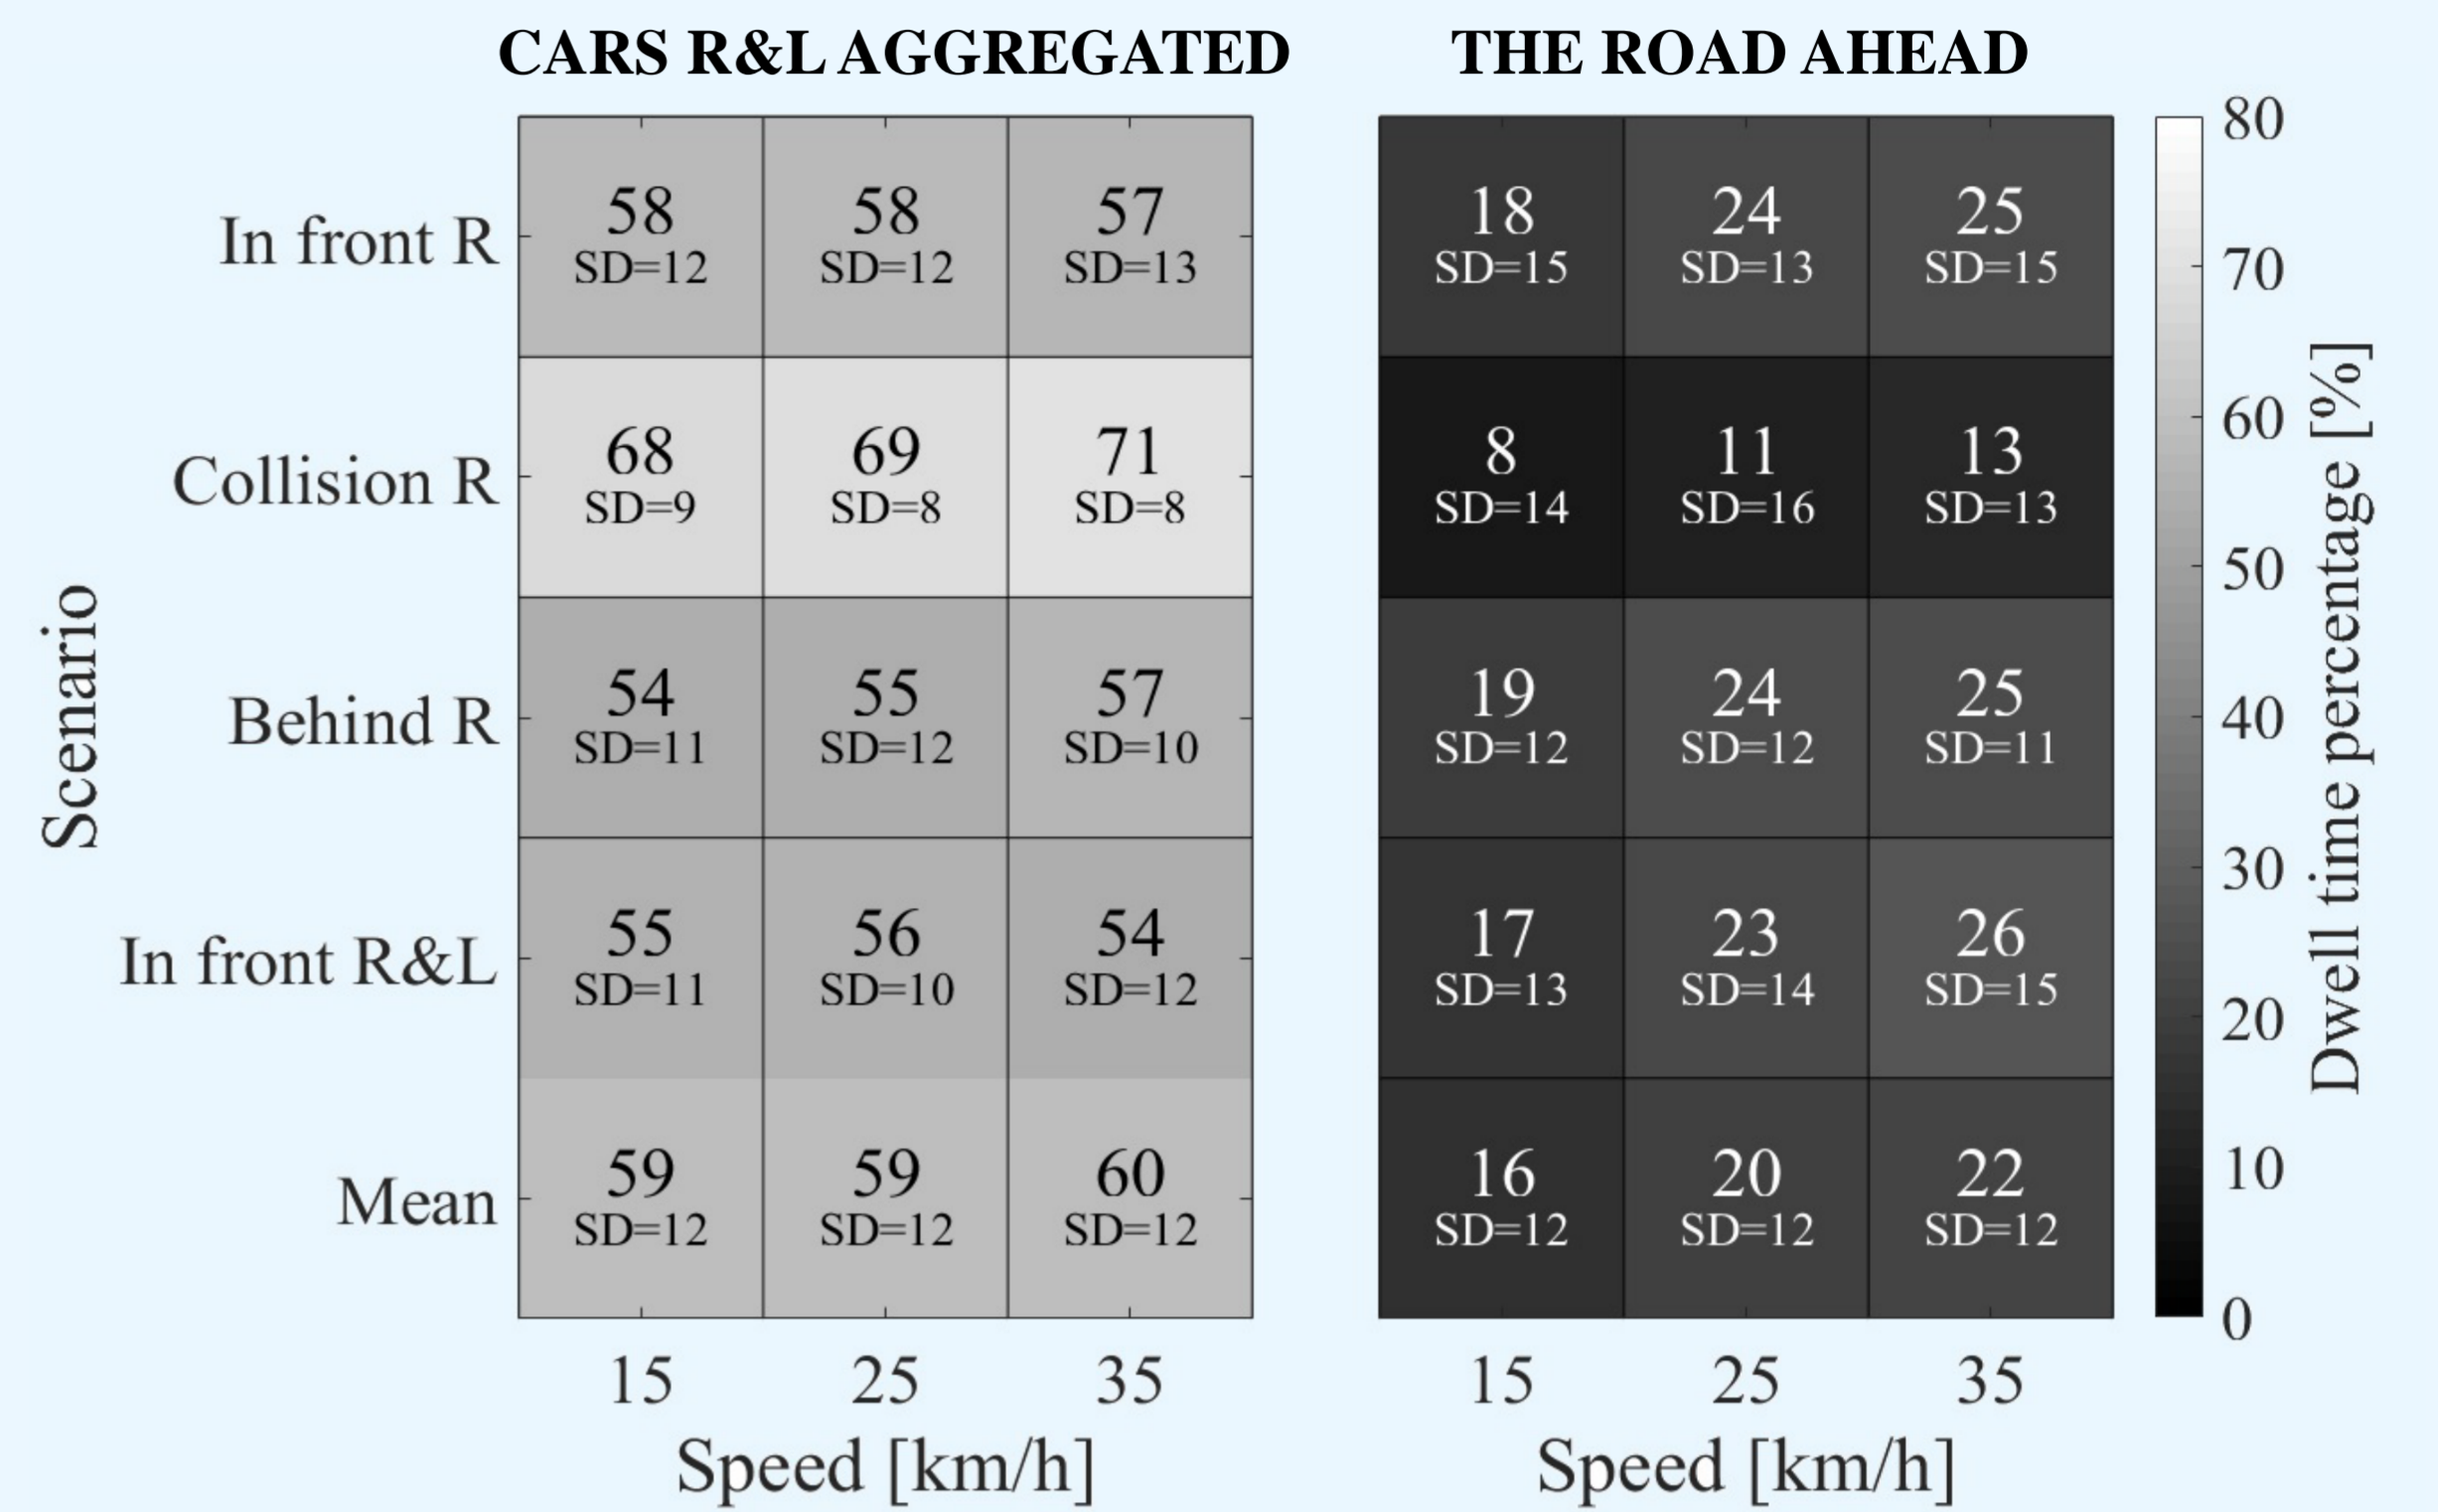 CARS R&L AGGREGATED
THE ROAD AHEAD
Scenario
In front R
58
SD=12
58
SD=12
57
SD=13
18
SD=15
24
SD=13
25
SD=15
Collision R
68
SD=9
69
SD=8
71
SD=8
8
SD=14
11
SD=16
13
SD=13
Behind R
54
SD=11
55
SD=12
57
SD=10
19
SD=12
24
SD=12
25
SD=11
In front R&L
55
SD=11
56
SD=10
54
SD=12
17
SD=13
23
SD=14
26
SD=15
Mean
59
SD=12
59
SD=12
60
SD=12
16
SD=12
20
SD=12
22
SD=12
15
25
35
Speed [km/h]
15
25
35
Speed [km/h]
80
70
60
50
40
30
20
10
0
Dwell time percentage [%]